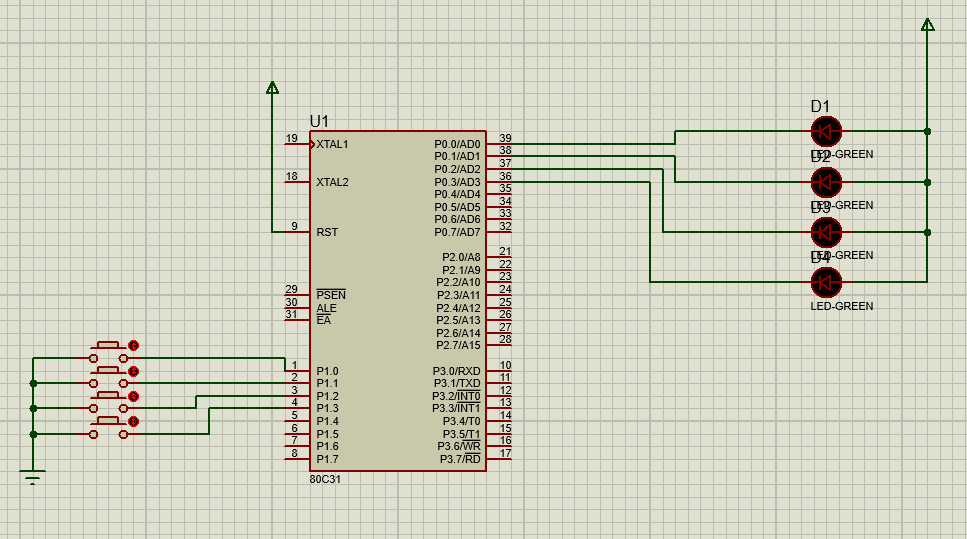 U1
19
XTAL1
18
XTAL2
9
RST
29
PSEN
30
ALE
31
EA
1
P1.0
2
P1.1
3
P1.2
4
P1.3
5
P1.4
6
P1.5
7
P1.6
8
P1.7
P0.0/AD0
39
P0.1/AD1
38
P0.2/AD2
37
P0.3/AD3
36
P0.4/AD4
35
P0.5/AD5
34
P0.6/AD6
33
P0.7/AD7
32
P2.0/A8
21
P2.1/A9
22
P2.2/A10
23
P2.3/A11
24
P2.4/A12
25
P2.5/A13
26
P2.6/A14
27
P2.7/A15
28
P3.0/RXD
10
P3.1/TXD
11
P3.2/INT0
12
P3.3/INT1
13
P3.4/T0
14
P3.5/T1
15
P3.6/WR
16
P3.7/RD
17
80C31
D1
LED-GREEN
D2
LED-GREEN
D3
LED-GREEN
D4
LED-GREEN